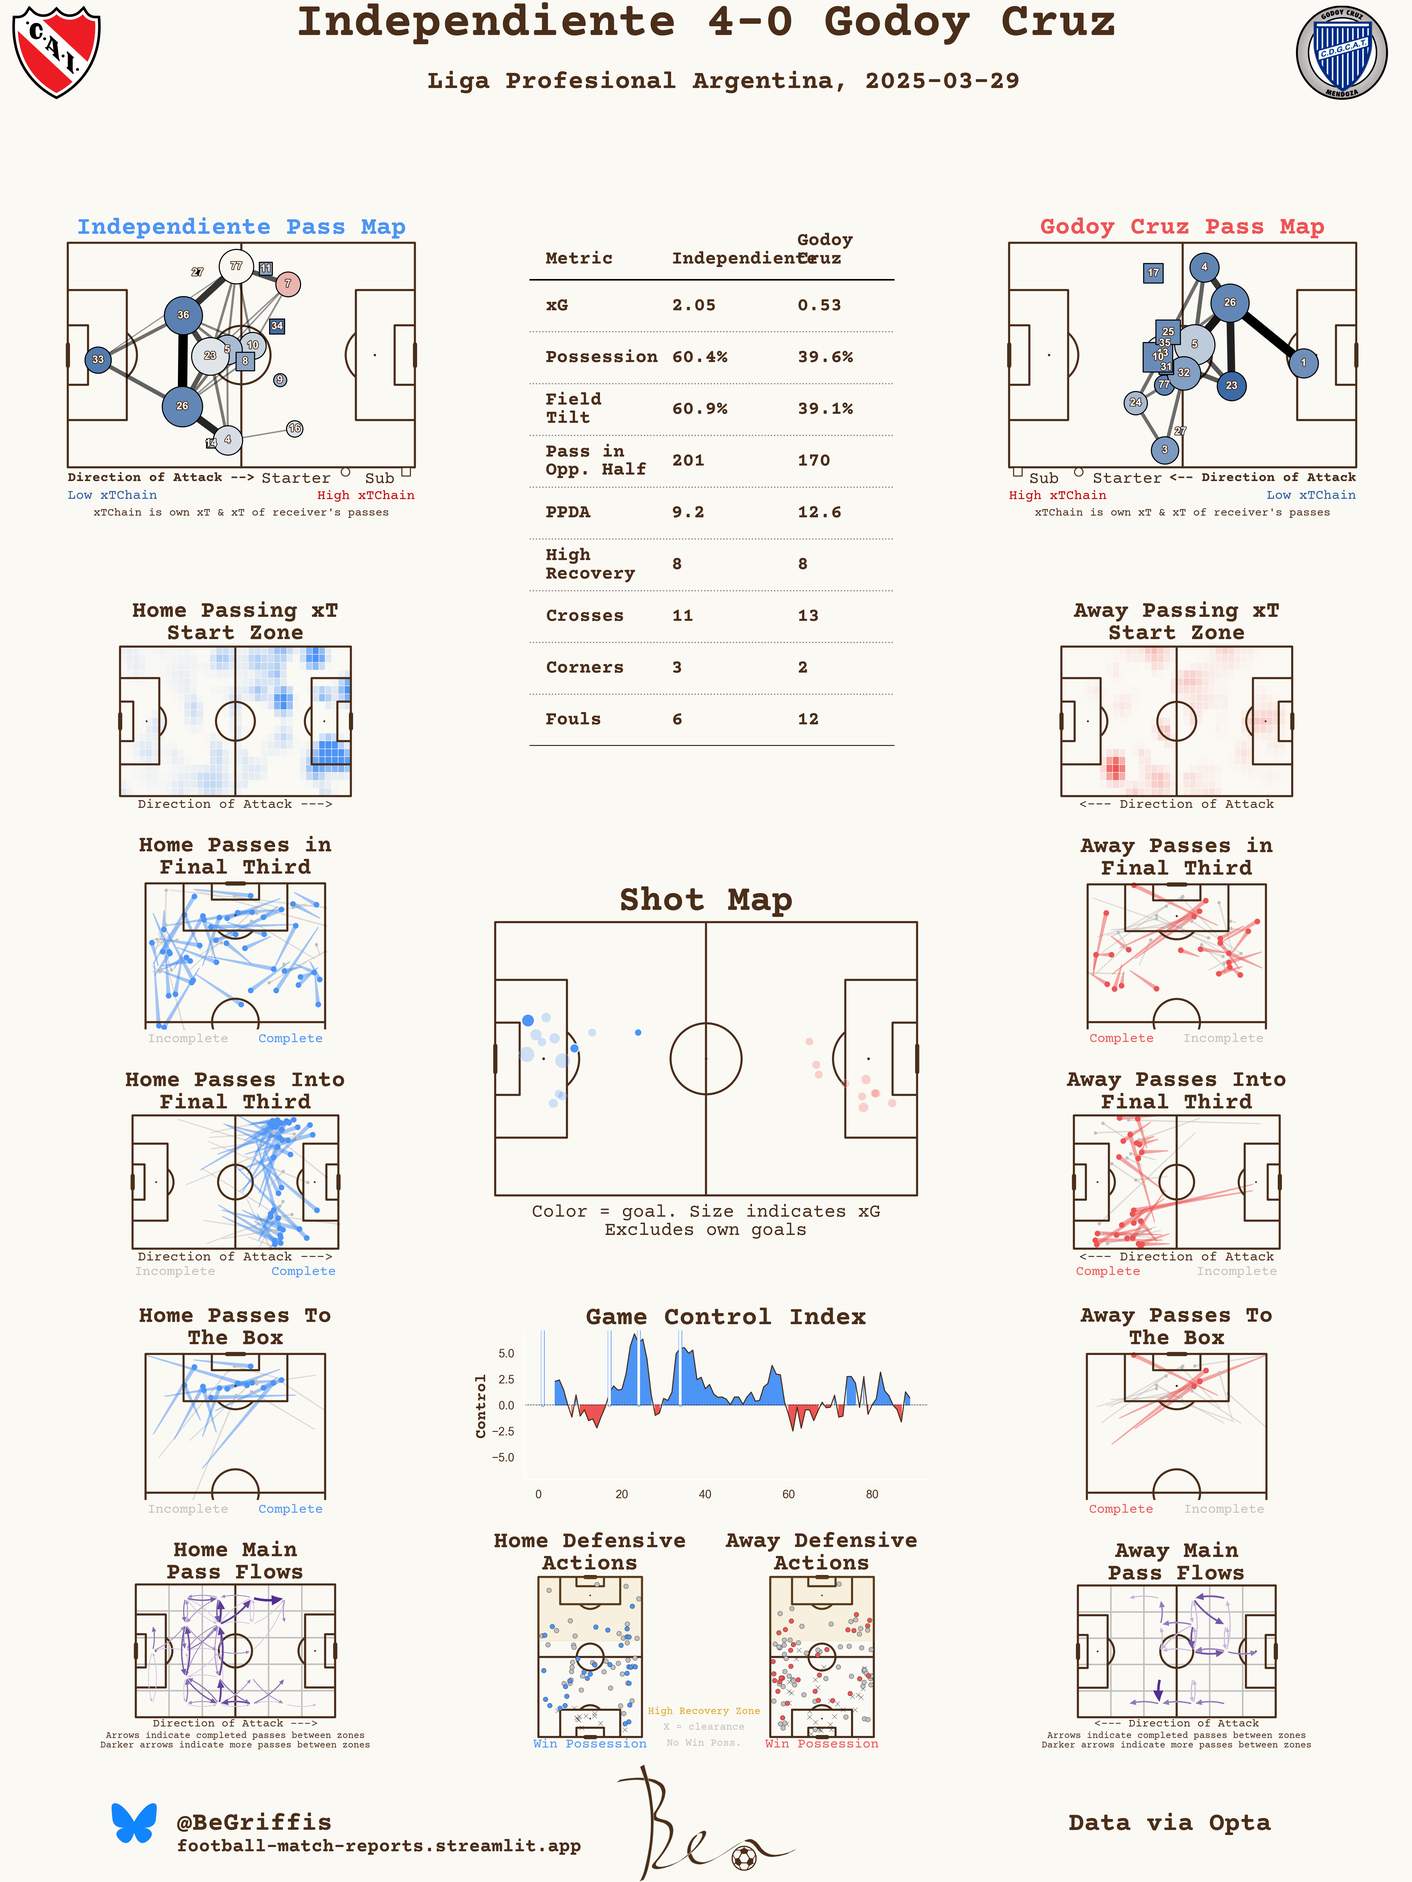 Independiente 4-0 Godoy Cruz
Liga Profesional Argentina, 2025-03-29
C.A.I.
GODOY CRUZ
C.D.G.C.A.T.
MENDOZA
Independiente Pass Map
27
77
11
7
36
34
33
23
5
10
8
9
26
16
14
4
Direction of Attack --> Starter Sub
Low xTChain High xTChain
xTChain is own xT & xT of receiver's passes
Metric Independiente Godoy Cruz
xG 2.05 0.53
Possession 60.4% 39.6%
Field Tilt 60.9% 39.1%
Pass in Opp. Half 201 170
PPDA 9.2 12.6
High Recovery 8 8
Crosses 11 13
Corners 3 2
Fouls 6 12
Godoy Cruz Pass Map
17
4
26
25
35
5
10
31
32
1
77
23
24
27
3
Sub Starter <-- Direction of Attack
High xTChain Low xTChain
xTChain is own xT & xT of receiver's passes
Home Passing xT
Start Zone
Direction of Attack --->
Away Passing xT
Start Zone
<--- Direction of Attack
Home Passes in
Final Third
Incomplete Complete
Away Passes in
Final Third
Complete Incomplete
Shot Map
Color = goal. Size indicates xG
Excludes own goals
Home Passes Into
Final Third
Direction of Attack --->
Incomplete Complete
Away Passes Into
Final Third
<--- Direction of Attack
Complete Incomplete
Home Passes To
The Box
Incomplete Complete
Game Control Index
Control
5.0
2.5
0.0
−2.5
−5.0
0 20 40 60 80
Away Passes To
The Box
Complete Incomplete
Home Main
Pass Flows
Direction of Attack --->
Arrows indicate completed passes between zones
Darker arrows indicate more passes between zones
Home Defensive
Actions
Win Possession
High Recovery Zone
X = clearance
No Win Poss.
Away Defensive
Actions
Win Possession
Away Main
Pass Flows
<--- Direction of Attack
Arrows indicate completed passes between zones
Darker arrows indicate more passes between zones
@BeGriffis
football-match-reports.streamlit.app
Ben
Data via Opta